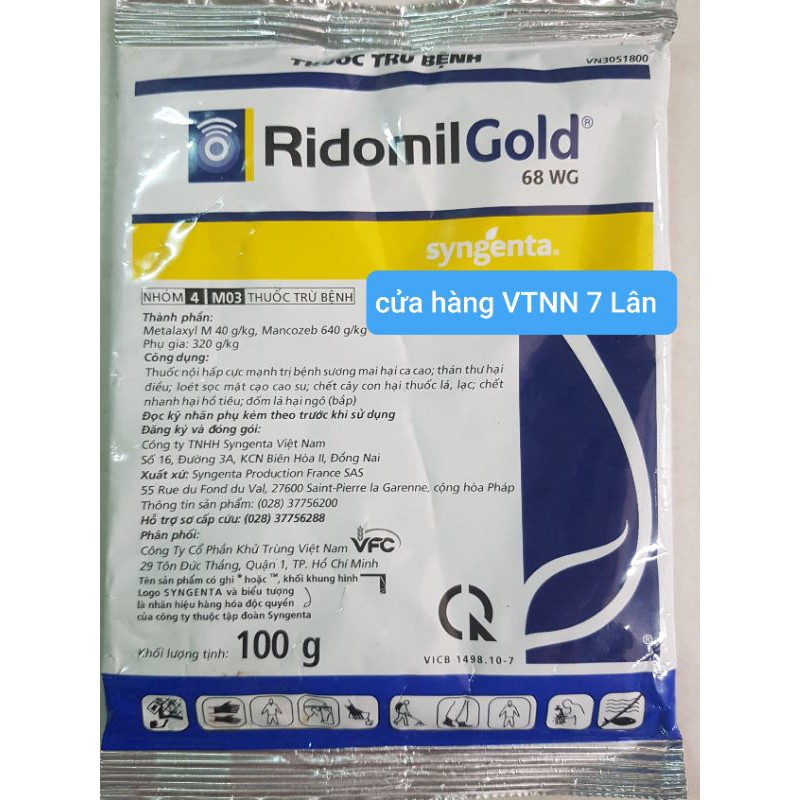 THUỐC TRỪ BỆNH
VN3051800
RidomilGold®
68 WG
syngenta®
NHÓM 4 M03 THUỐC TRỪ BỆNH
cửa hàng VTNN 7 Lân
Thành phần:
Metalaxyl M 40 g/kg, Mancozeb 640 g/kg
Phụ gia: 320 g/kg
Công dụng:
Thuốc nội hấp cực mạnh trị bệnh sương mai hại ca cao; thán thư hại
điều; loét sọc mặt cạo cao su; chết cây con hại thuốc lá, lạc; chết
nhanh hại hồ tiêu; đốm lá hại ngô (bắp)
Đọc kỹ nhãn phụ kèm theo trước khi sử dụng
Đăng ký và đóng gói:
Công ty TNHH Syngenta Việt Nam
Số 16, Đường 3A, KCN Biên Hòa II, Đồng Nai
Xuất xứ: Syngenta Production France SAS
55 Rue du Fond du Val, 27600 Saint-Pierre la Garenne, cộng hòa Pháp
Thông tin sản phẩm: (028) 37756200
Hỗ trợ sơ cấp cứu: (028) 37756288
Phân phối:
Công Ty Cổ Phần Khử Trùng Việt Nam VFC
29 Tôn Đức Thắng, Quận 1, TP. Hồ Chí Minh
Tên sản phẩm có ghi ® hoặc ™, khối khung hình
Logo SYNGENTA và biểu tượng
là nhãn hiệu hàng hóa độc quyền
của công ty thuộc tập đoàn Syngenta
Khối lượng tịnh: 100 g
CR
VICB 1498.10-7
®